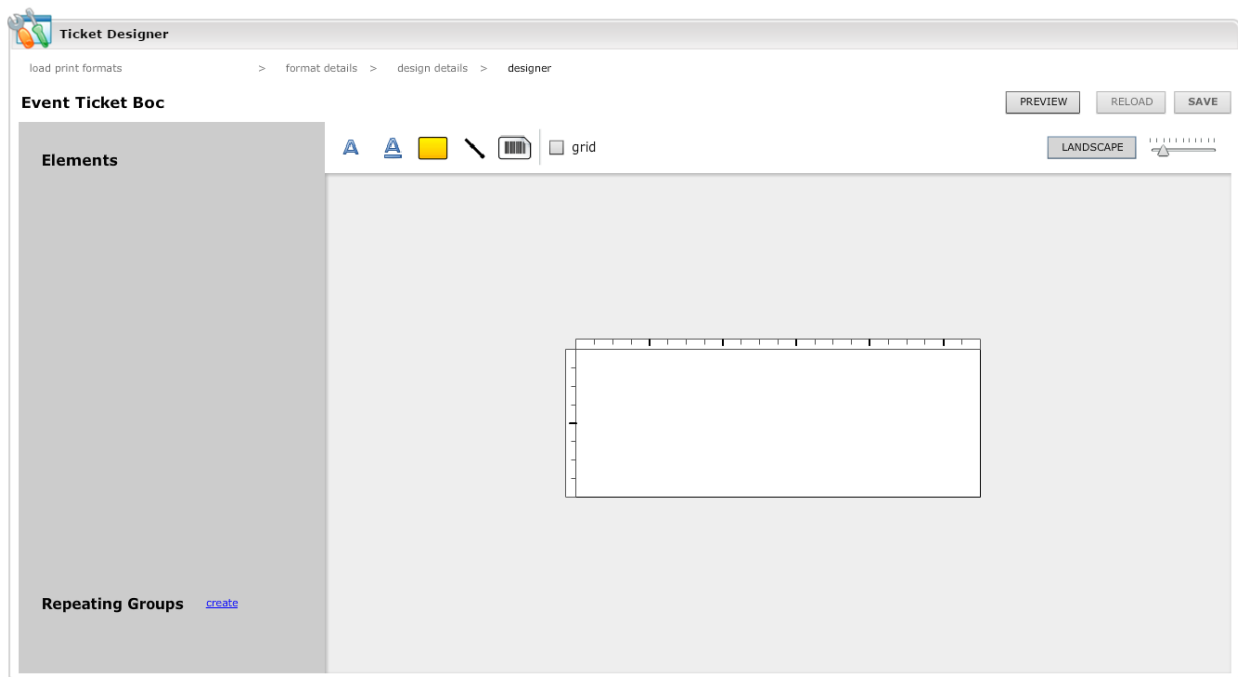 Ticket Designer
load print formats > format details > design details > designer
Event Ticket Boc
PREVIEW RELOAD SAVE
Elements
A A grid LANDSCAPE
Repeating Groups create